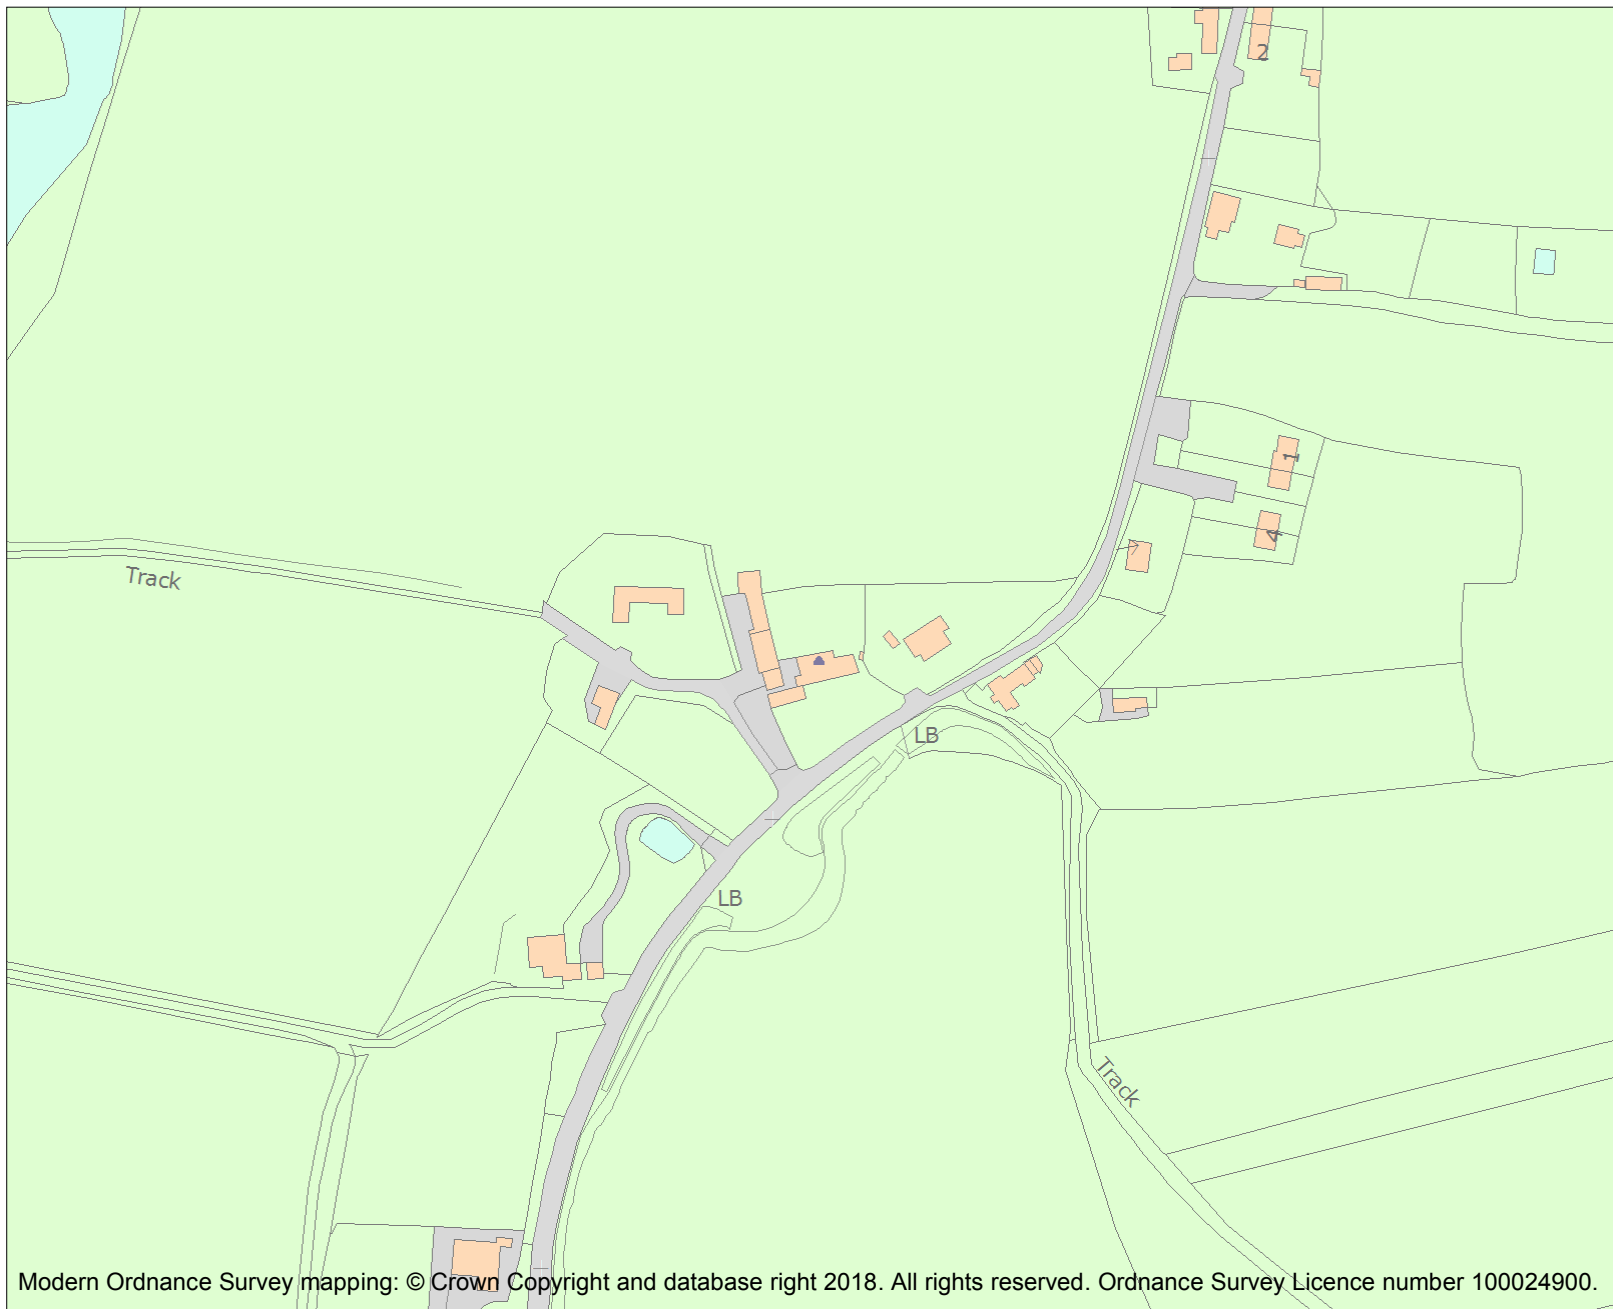 2
1
4
7
Track
LB
LB
Track
Modern Ordnance Survey mapping: © Crown Copyright and database right 2018. All rights reserved. Ordnance Survey Licence number 100024900.